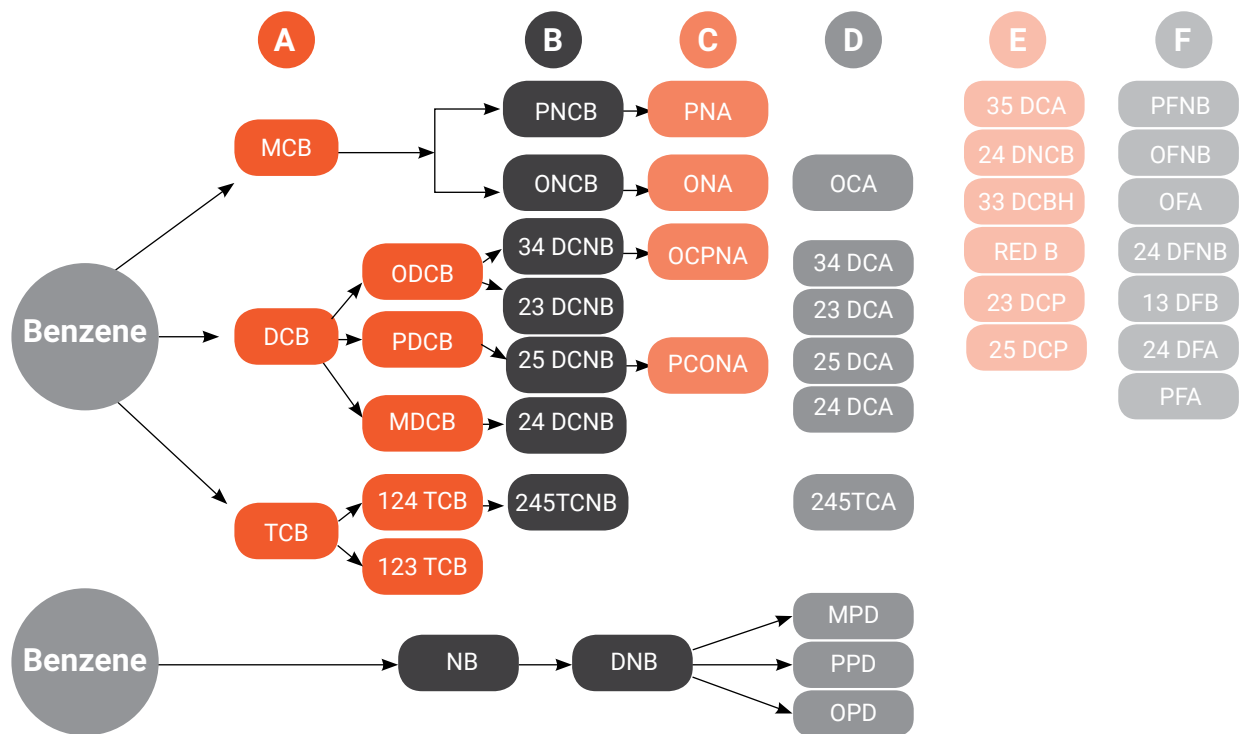 A
B
C
D
E
F
Benzene
MCB
DCB
TCB
ODCB
PDCB
MDCB
124 TCB
123 TCB
PNCB
ONCB
34 DCNB
23 DCNB
25 DCNB
24 DCNB
245TCNB
PNA
ONA
OCPNA
PCONA
OCA
34 DCA
23 DCA
25 DCA
24 DCA
245TCA
35 DCA
24 DNCB
33 DCBH
RED B
23 DCP
25 DCP
PFNB
OFNB
OFA
24 DFNB
13 DFB
24 DFA
PFA
Benzene
NB
DNB
MPD
PPD
OPD